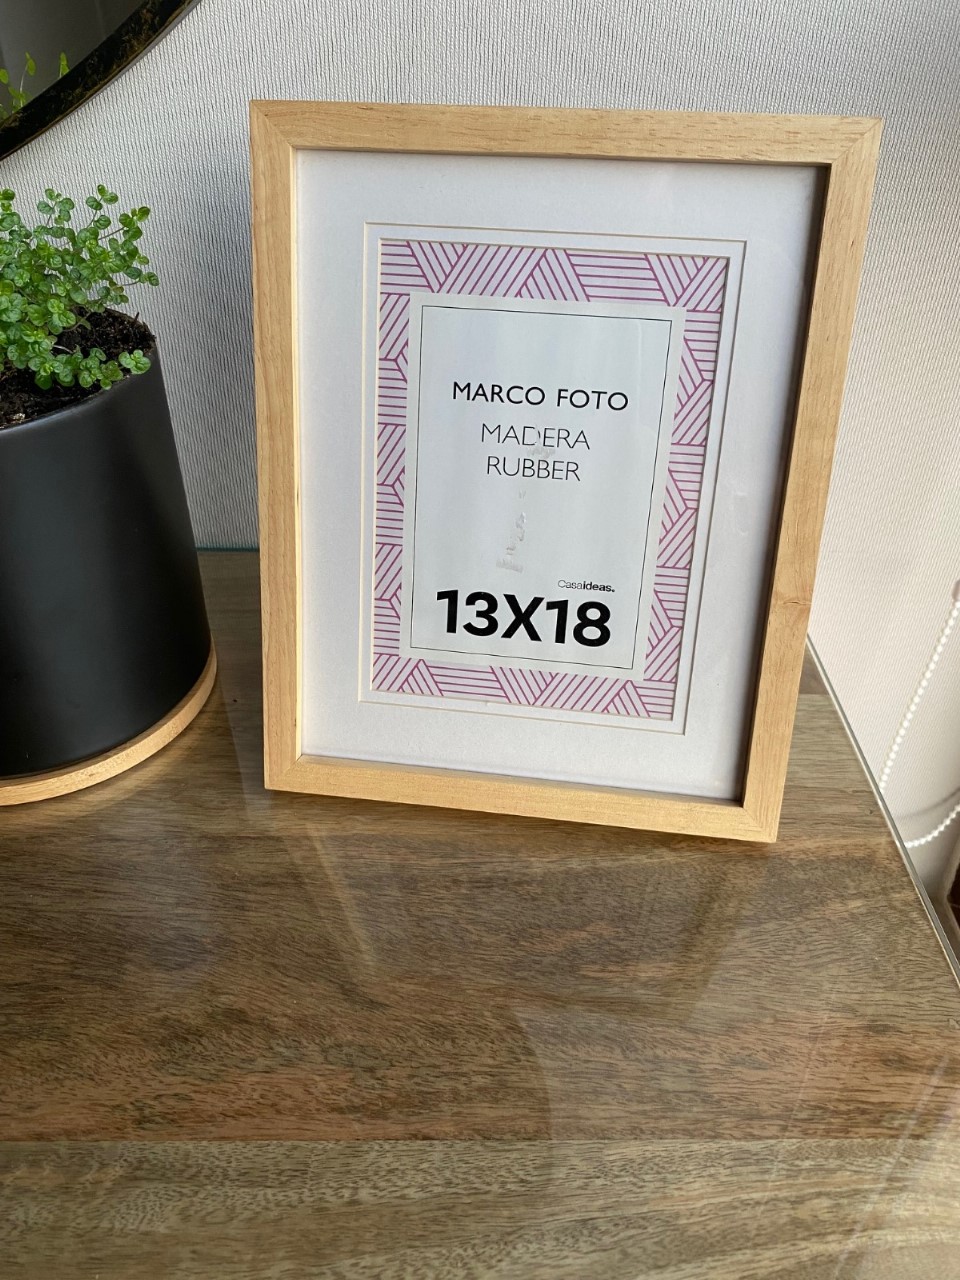 MARCO FOTO
MADERA
RUBBER
Casaideas.
13X18